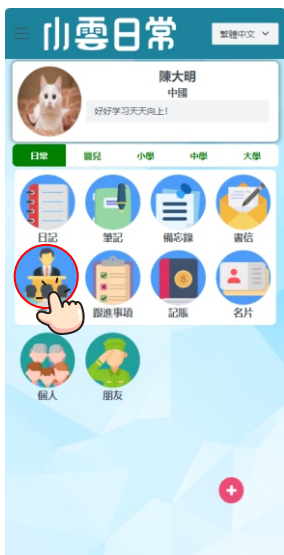 小雲日常
繁體中文
陳大明
中國
好好学习天天向上!
日常 嬰兒 小學 中學 大學
日記 筆記 備忘錄 書信
跟進事項 記賬 名片
個人 朋友